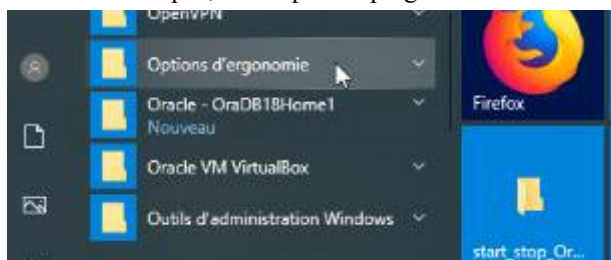 OpenVPN
Options d'ergonomie
Oracle - OraDB18Home1
Nouveau
Oracle VM VirtualBox
Outils d'administration Windows
Firefox
start_stop_Or...